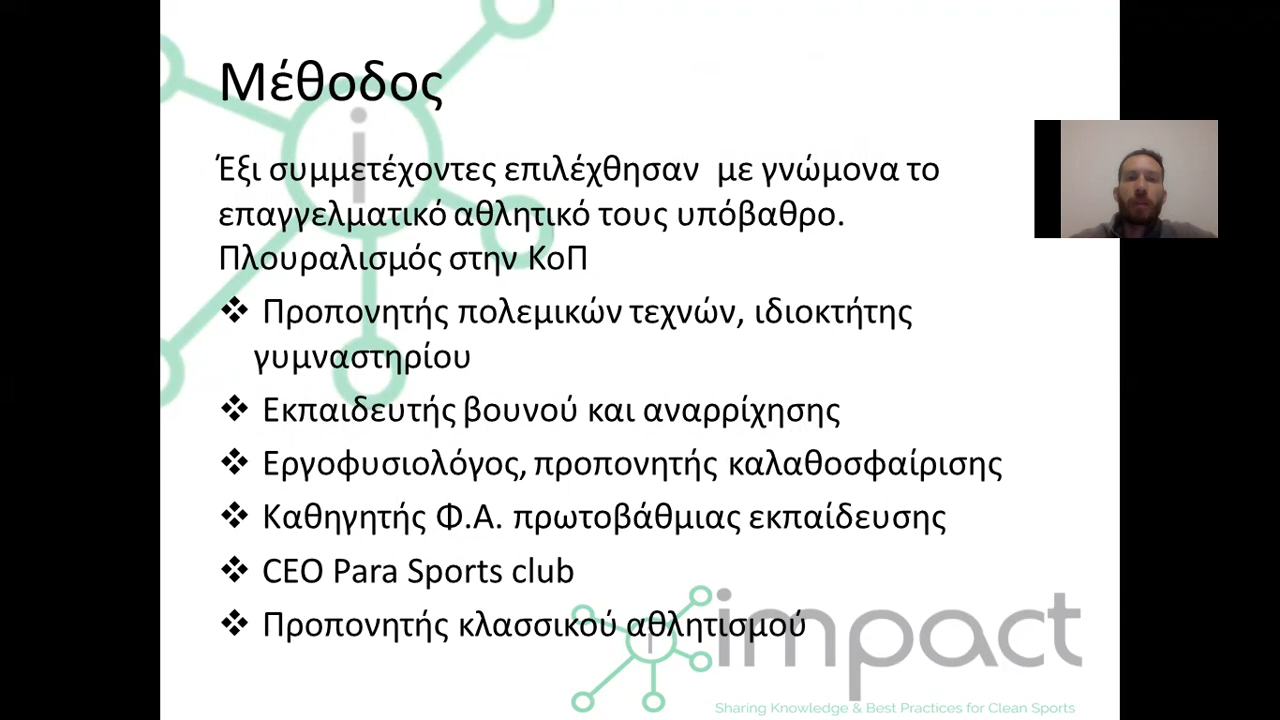 Μέθοδος
Έξι συμμετέχοντες επιλέχθησαν με γνώμονα το
επαγγελματικό αθλητικό τους υπόβαθρο.
Πλουραλισμός στην ΚοΠ
❖ Προπονητής πολεμικών τεχνών, ιδιοκτήτης
γυμναστηρίου
❖ Εκπαιδευτής βουνού και αναρρίχησης
❖ Εργοφυσιολόγος, προπονητής καλαθοσφαίρισης
❖ Καθηγητής Φ.Α. πρωτοβάθμιας εκπαίδευσης
❖ CEO Para Sports club
❖ Προπονητής κλασσικού αθλητισμού
impact
Sharing Knowledge & Best Practices for Clean Sports